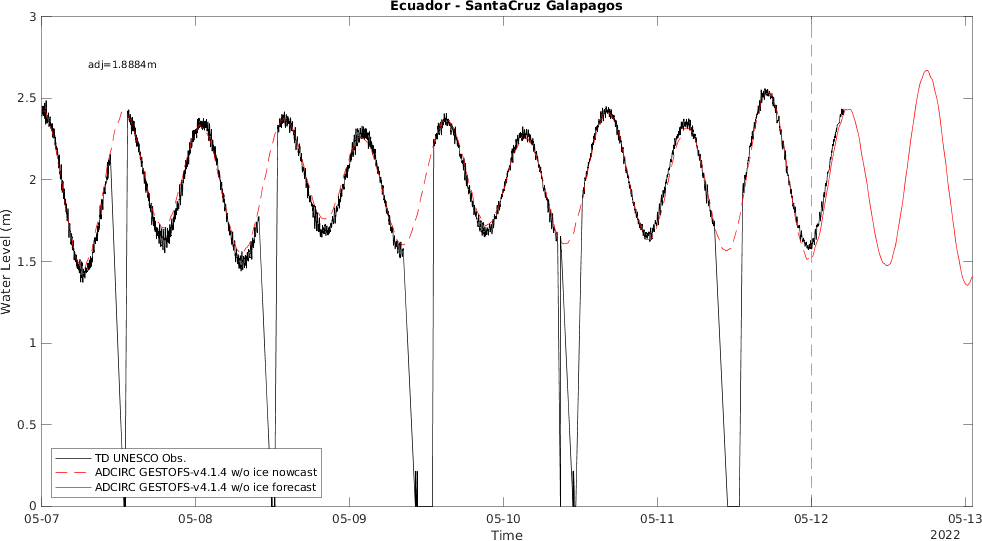 Ecuador - SantaCruz Galapagos
adj=1.8884m
Water Level (m)
3
2.5
2
1.5
1
0.5
0
TD UNESCO Obs.
ADCIRC GESTOFS-v4.1.4 w/o ice nowcast
ADCIRC GESTOFS-v4.1.4 w/o ice forecast
05-07
05-08
05-09
05-10
05-11
05-12
05-13
Time
2022